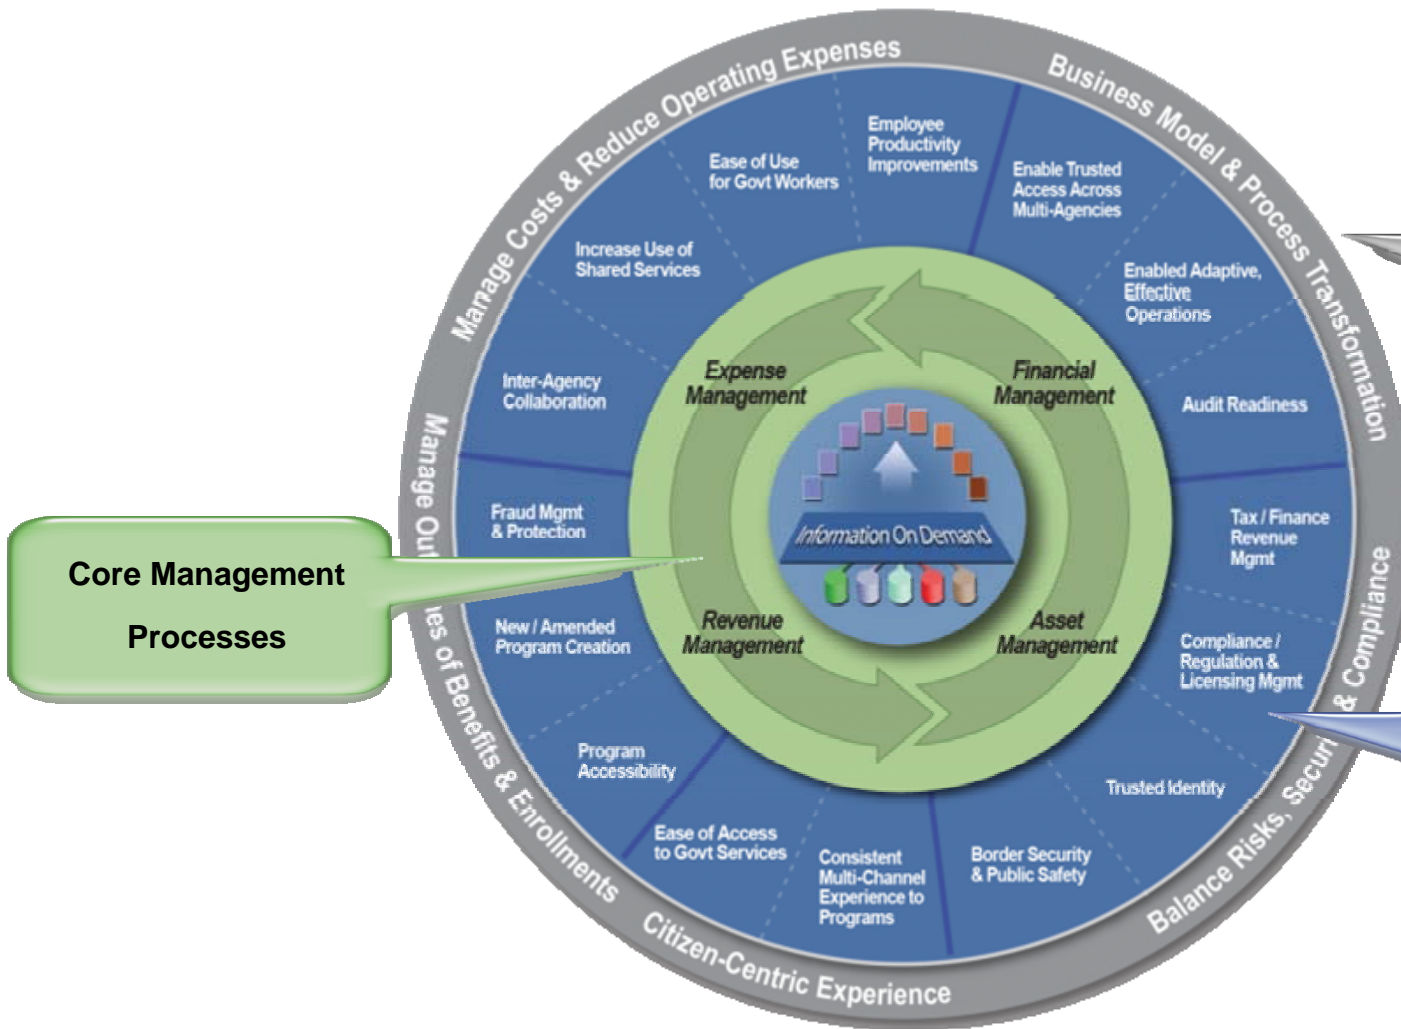 Manage Costs & Reduce Operating Expenses
Business Model & Process Transformation
Employee
Productivity
Improvements
Ease of Use
for Govt Workers
Enable Trusted
Access Across
Multi-Agencies
Increase Use of
Shared Services
Enabled Adaptive,
Effective
Operations
Inter-Agency
Collaboration
Audit Readiness
Expense
Management
Financial
Management
Information On Demand
Revenue
Management
Asset
Management
Fraud Mgmt
& Protection
Tax / Finance
Revenue
Mgmt
Core Management
Processes
New / Amended
Program Creation
Compliance /
Regulation &
Licensing Mgmt
Program
Accessibility
Trusted Identity
Ease of Access
to Govt Services
Consistent
Multi-Channel
Experience to
Programs
Border Security
& Public Safety
Manage of Benefits & Enrollments
Citizen-Centric Experience
Balance Risks, & Compliance